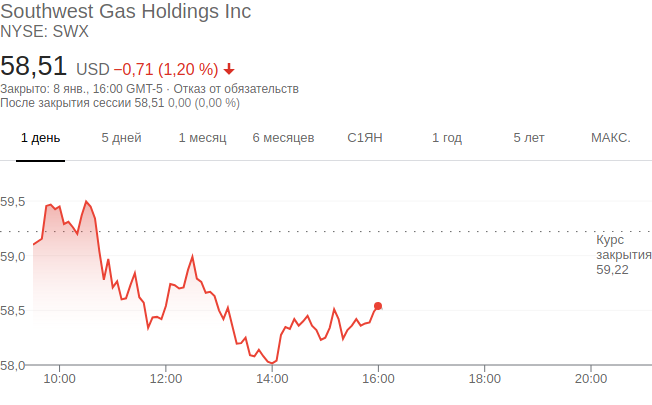 Southwest Gas Holdings Inc
NYSE: SWX
58,51 USD −0,71 (1,20 %)
Закрыто: 8 янв., 16:00 GMT-5 · Отказ от обязательств
После закрытия сессии 58,51 0,00 (0,00 %)
1 день 5 дней 1 месяц 6 месяцев С1ЯН 1 год 5 лет МАКС.
59,5
59,0
58,5
58,0
Курс
закрытия
59,22
10:00 12:00 14:00 16:00 18:00 20:00